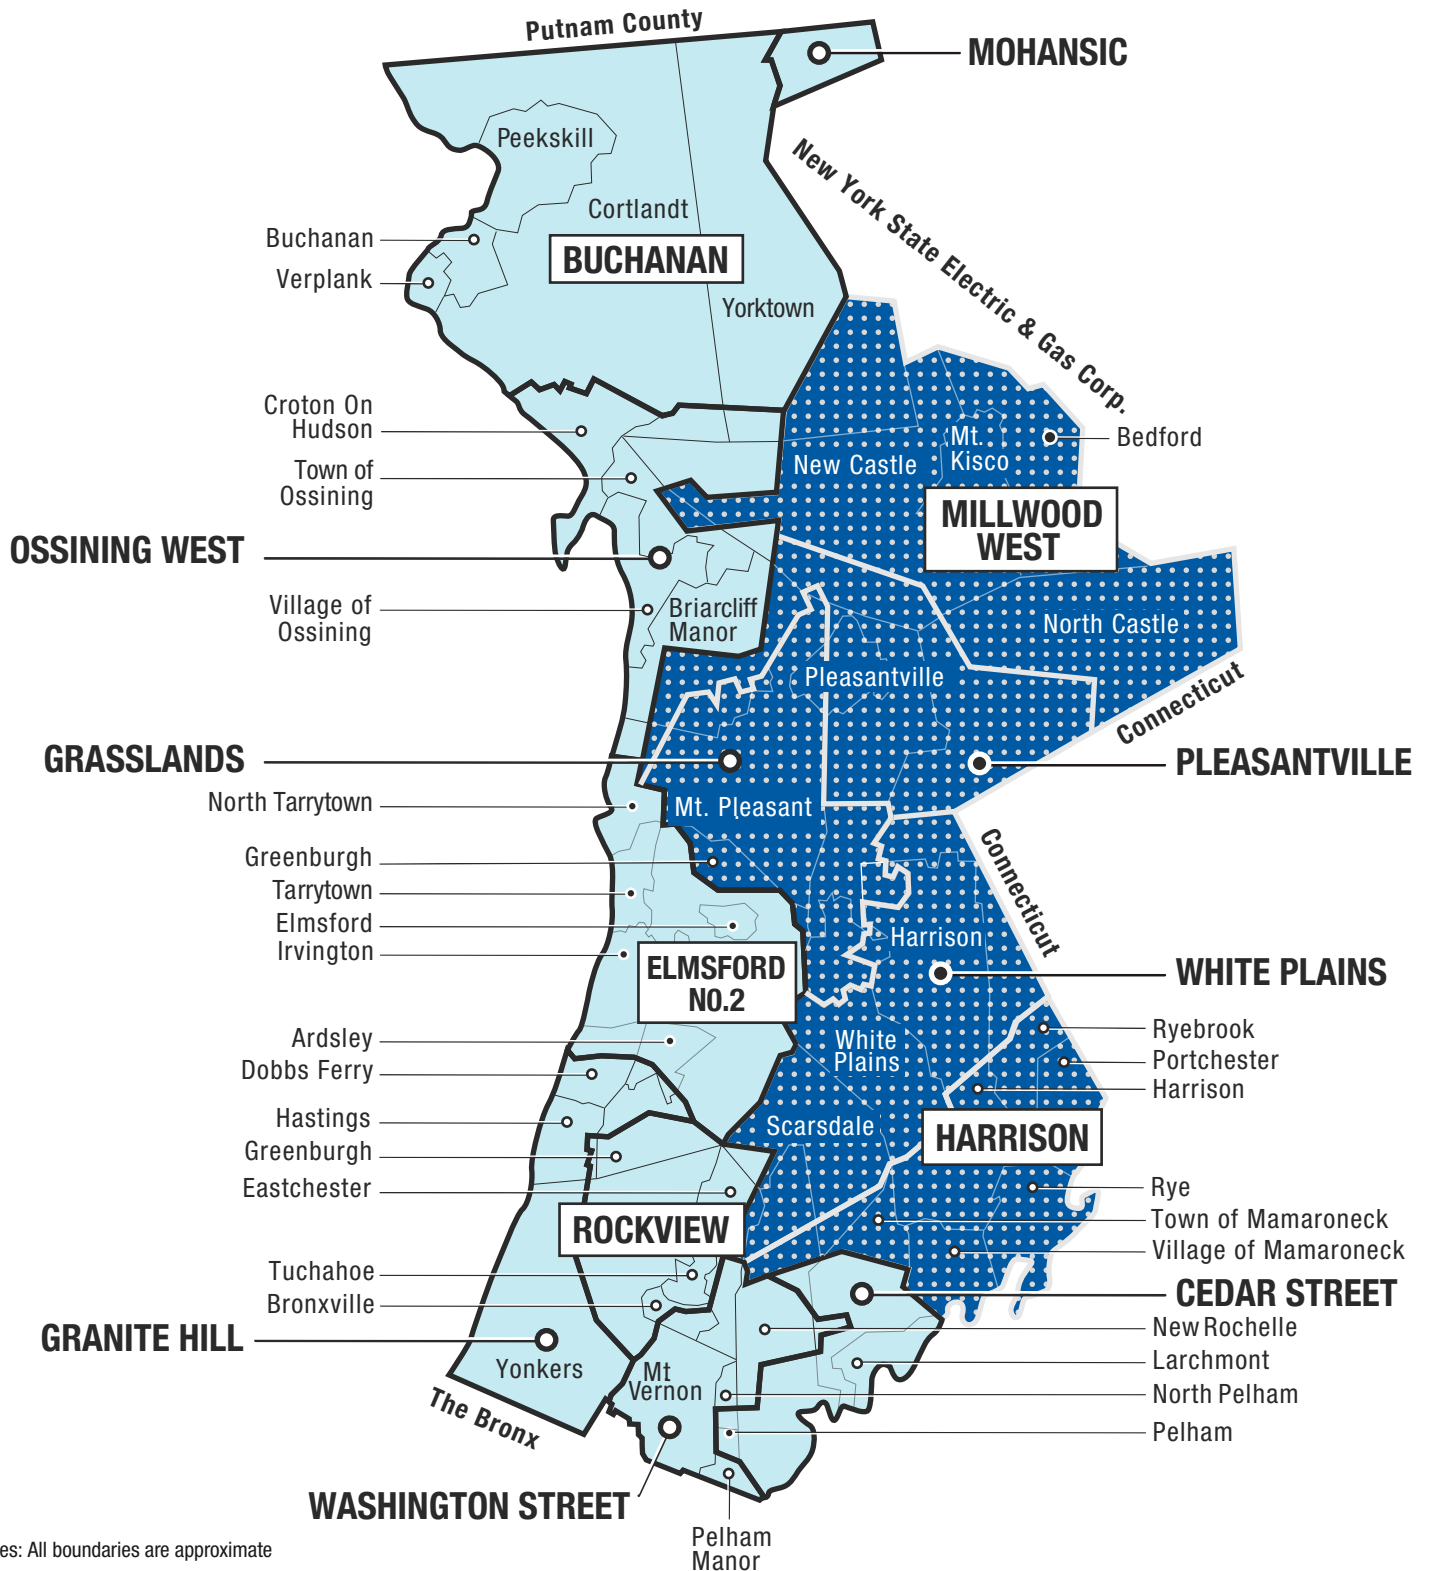 Putnam County
MOHANSIC
Peekskill
New York State Electric & Gas Corp.
Cortlandt
Buchanan
BUCHANAN
Verplank
Yorktown
Croton On
Hudson
Mt.
Kisco
Bedford
New Castle
Town of
Ossining
MILLWOOD
WEST
OSSINING WEST
Village of
Ossining
Briarcliff
Manor
North Castle
Pleasantville
Connecticut
GRASSLANDS
PLEASANTVILLE
North Tarrytown
Mt. Pleasant
Greenburgh
Connecticut
Tarrytown
Elmsford
Irvington
Harrison
ELMSFORD
NO.2
WHITE PLAINS
Ryebrook
Ardsley
White
Plains
Portchester
Dobbs Ferry
Harrison
Hastings
Scarsdale
HARRISON
Greenburgh
Eastchester
Rye
ROCKVIEW
Town of Mamaroneck
Village of Mamaroneck
Tuchahoe
CEDAR STREET
Bronxville
New Rochelle
GRANITE HILL
Yonkers
Mt
Vernon
Larchmont
North Pelham
The Bronx
Pelham
WASHINGTON STREET
Pelham
Manor
es: All boundaries are approximate